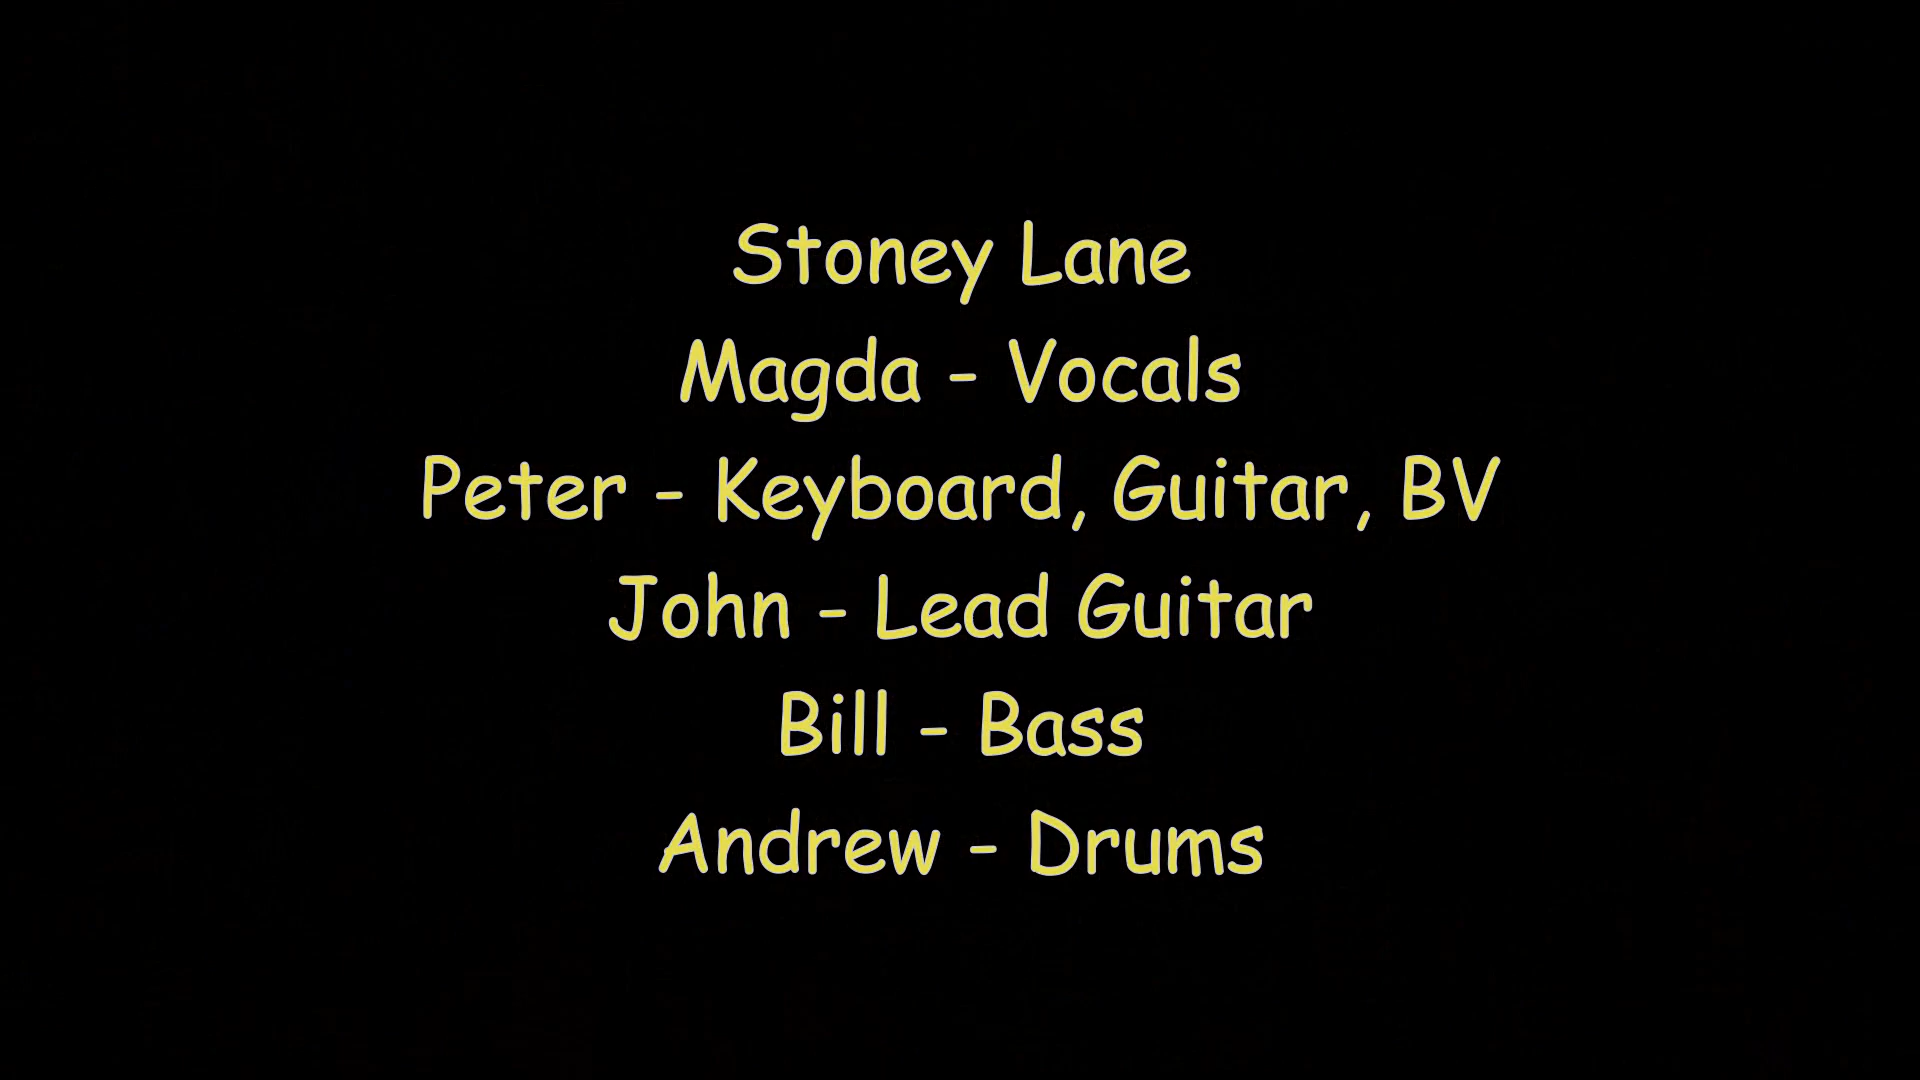 Stoney Lane
Magda - Vocals
Peter - Keyboard, Guitar, BV
John - Lead Guitar
Bill - Bass
Andrew - Drums